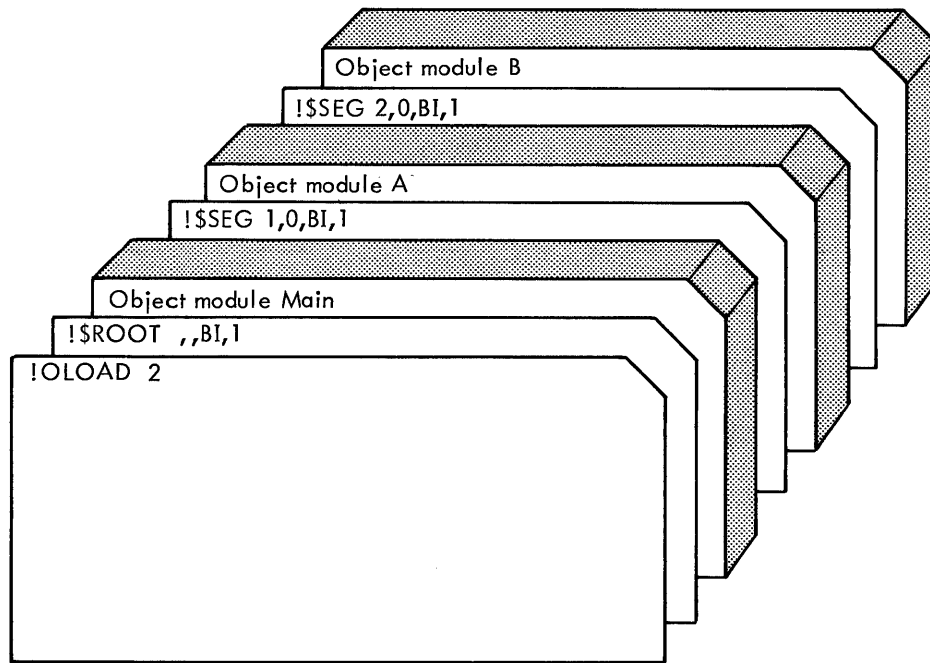 Object module B
!$SEG 2,0,BI,1
Object module A
!$SEG 1,0,BI,1
Object module Main
!$ROOT ,,BI,1
!OLOAD 2